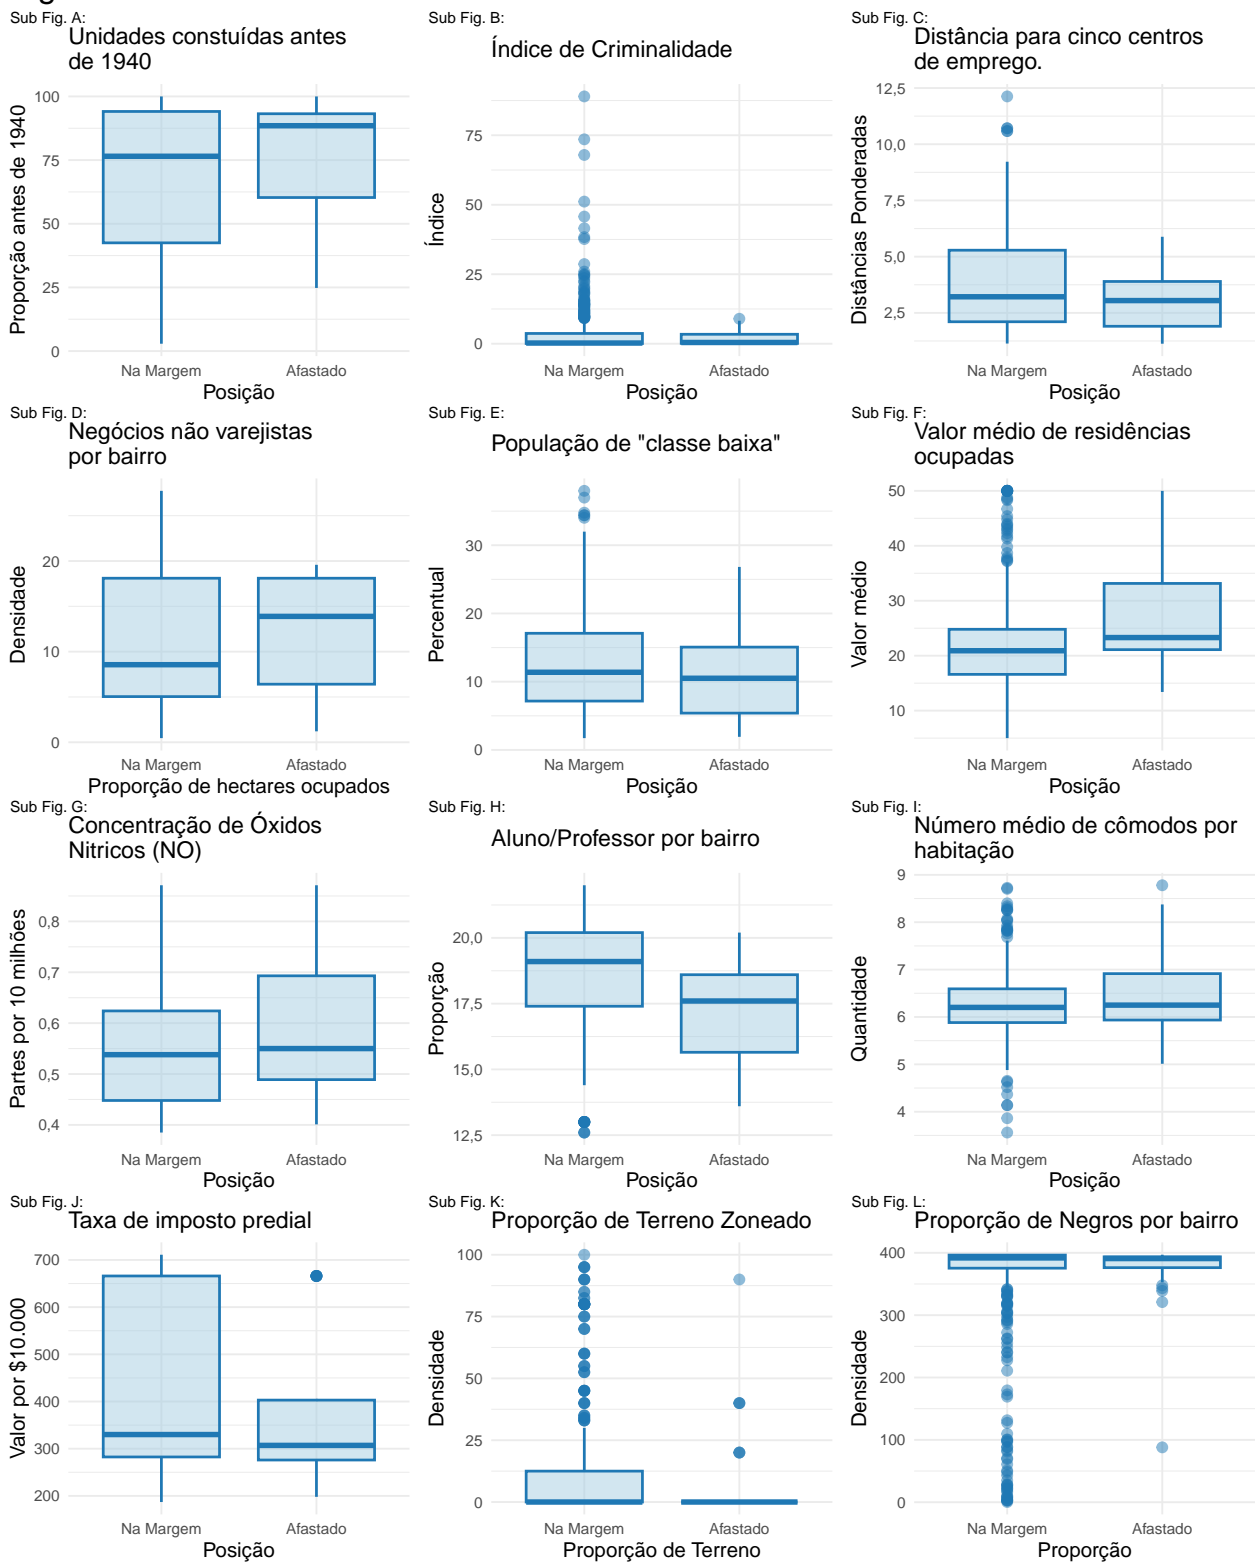 Sub Fig. A:
Unidades constuídas antes
de 1940
Proporção antes de 1940
100
75
50
25
0
Na Margem
Afastado
Posição
Sub Fig. B:
Índice de Criminalidade
Índice
75
50
25
0
Na Margem
Afastado
Posição
Sub Fig. C:
Distância para cinco centros
de emprego.
Distâncias Ponderadas
12,5
10,0
7,5
5,0
2,5
Na Margem
Afastado
Posição
Sub Fig. D:
Negócios não varejistas
por bairro
Densidade
20
10
0
Na Margem
Afastado
Proporção de hectares ocupados
Sub Fig. E:
População de "classe baixa"
Percentual
30
20
10
0
Na Margem
Afastado
Posição
Sub Fig. F:
Valor médio de residências
ocupadas
Valor médio
50
40
30
20
10
Na Margem
Afastado
Posição
Sub Fig. G:
Concentração de Óxidos
Nitricos (NO)
Partes por 10 milhões
0,8
0,7
0,6
0,5
0,4
Na Margem
Afastado
Posição
Sub Fig. H:
Aluno/Professor por bairro
Proporção
20,0
17,5
15,0
12,5
Na Margem
Afastado
Posição
Sub Fig. I:
Número médio de cômodos por
habitação
Quantidade
9
8
7
6
5
4
Na Margem
Afastado
Posição
Sub Fig. J:
Taxa de imposto predial
Valor por $10.000
700
600
500
400
300
200
Na Margem
Afastado
Posição
Sub Fig. K:
Proporção de Terreno Zoneado
Densidade
100
75
50
25
0
Na Margem
Afastado
Proporção de Terreno
Sub Fig. L:
Proporção de Negros por bairro
Densidade
400
300
200
100
0
Na Margem
Afastado
Proporção